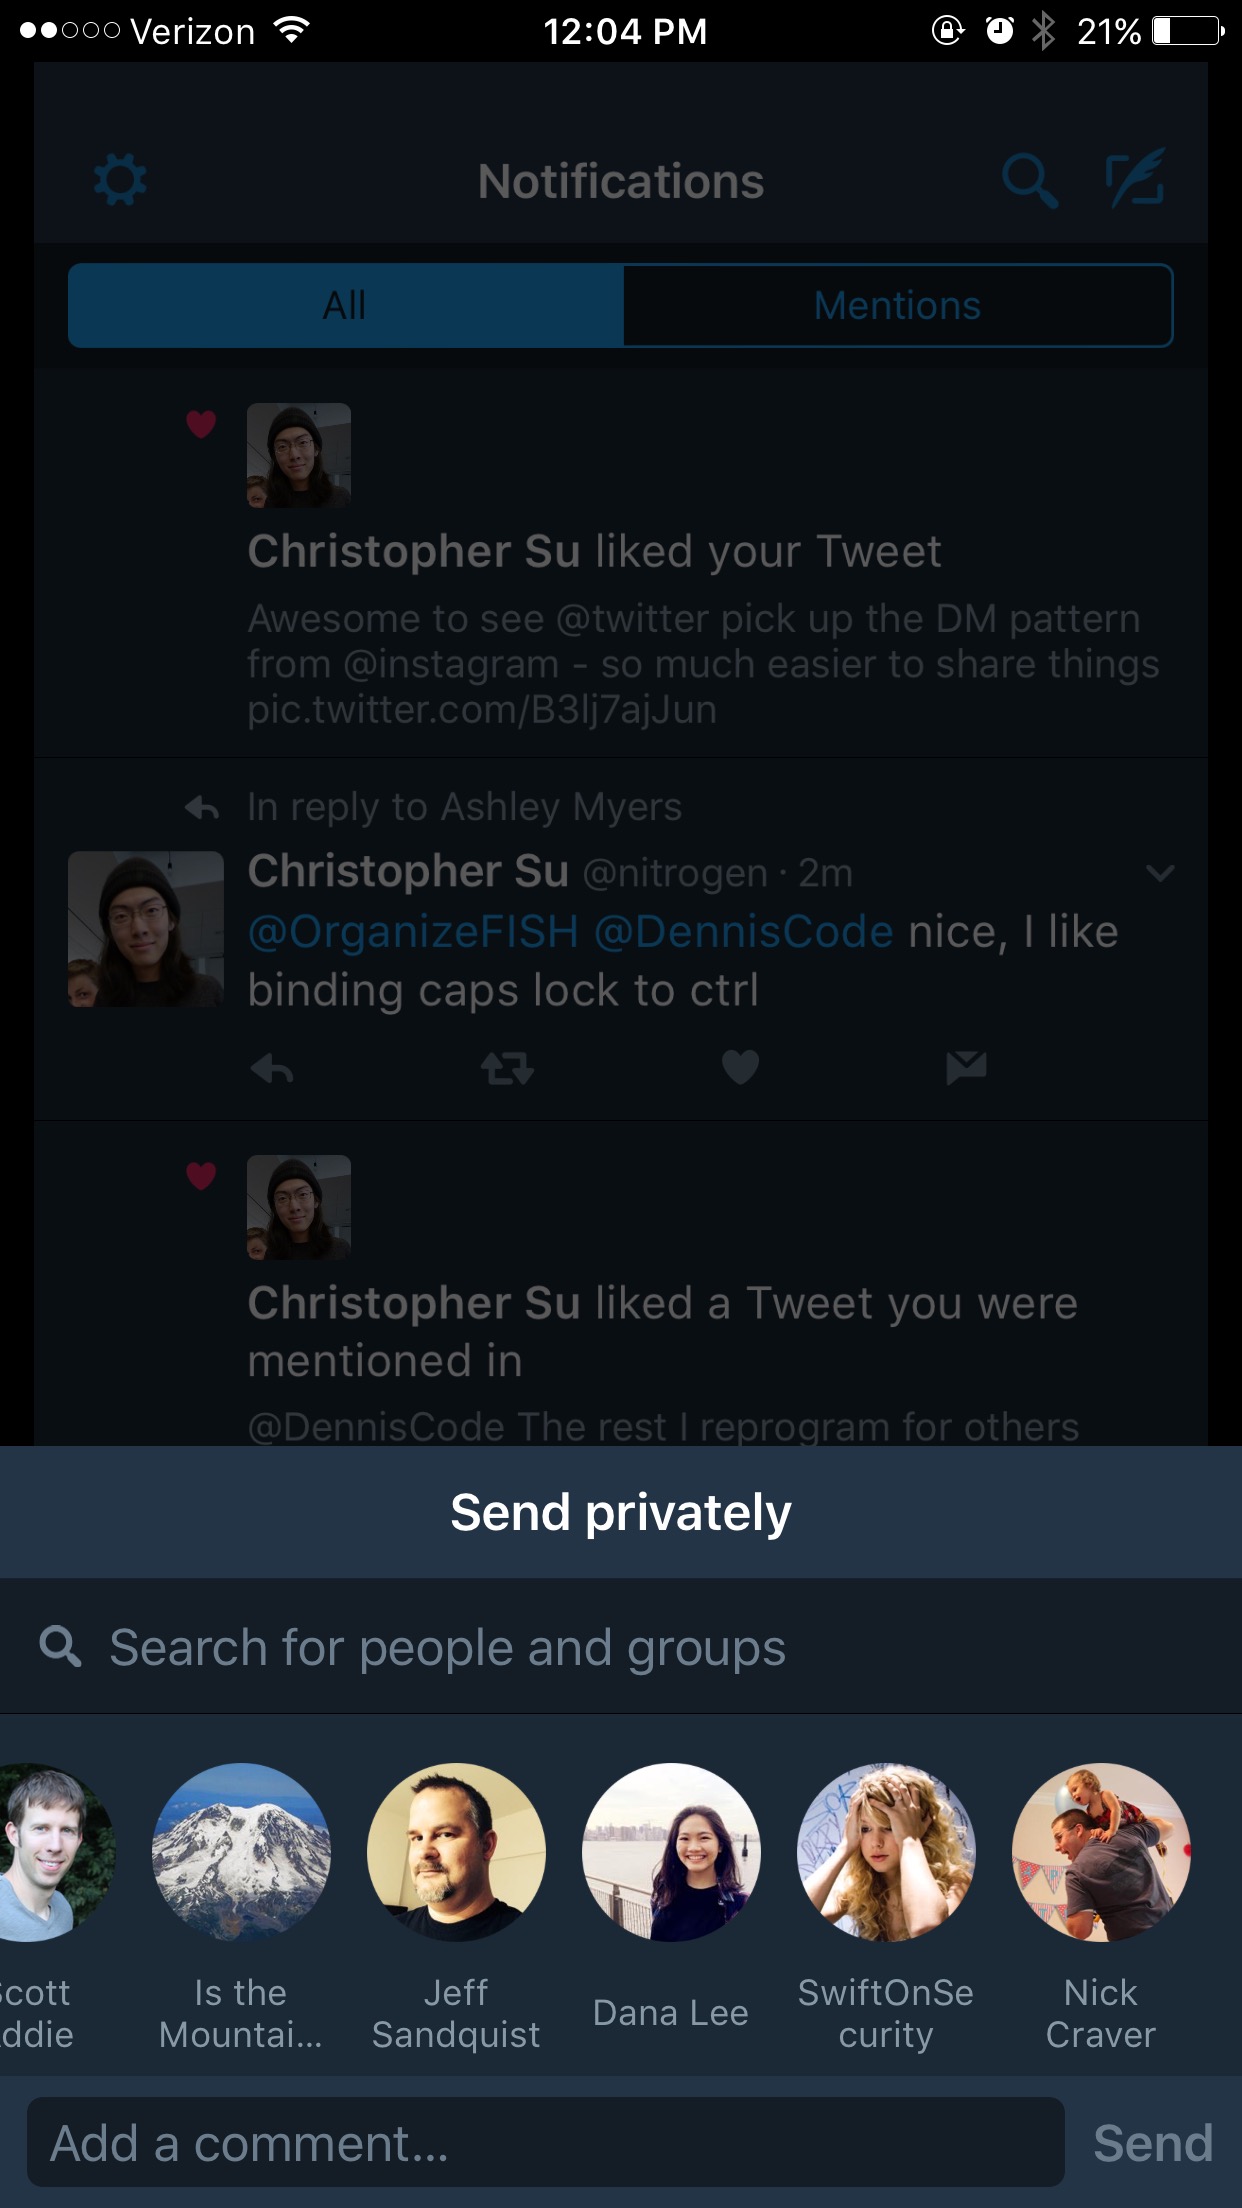 Verizon 12:04 PM 21%
Notifications
All Mentions
Christopher Su liked your Tweet
Awesome to see @twitter pick up the DM pattern
from @instagram - so much easier to share things
pic.twitter.com/B3lj7ajJun
In reply to Ashley Myers
Christopher Su @nitrogen · 2m
@OrganizeFISH @DennisCode nice, I like
binding caps lock to ctrl
Christopher Su liked a Tweet you were
mentioned in
@DennisCode The rest I reprogram for others
Send privately
Search for people and groups
Scott
ddie
Is the
Mountai...
Jeff
Sandquist
Dana Lee
SwiftOnSe
curity
Nick
Craver
Add a comment...
Send